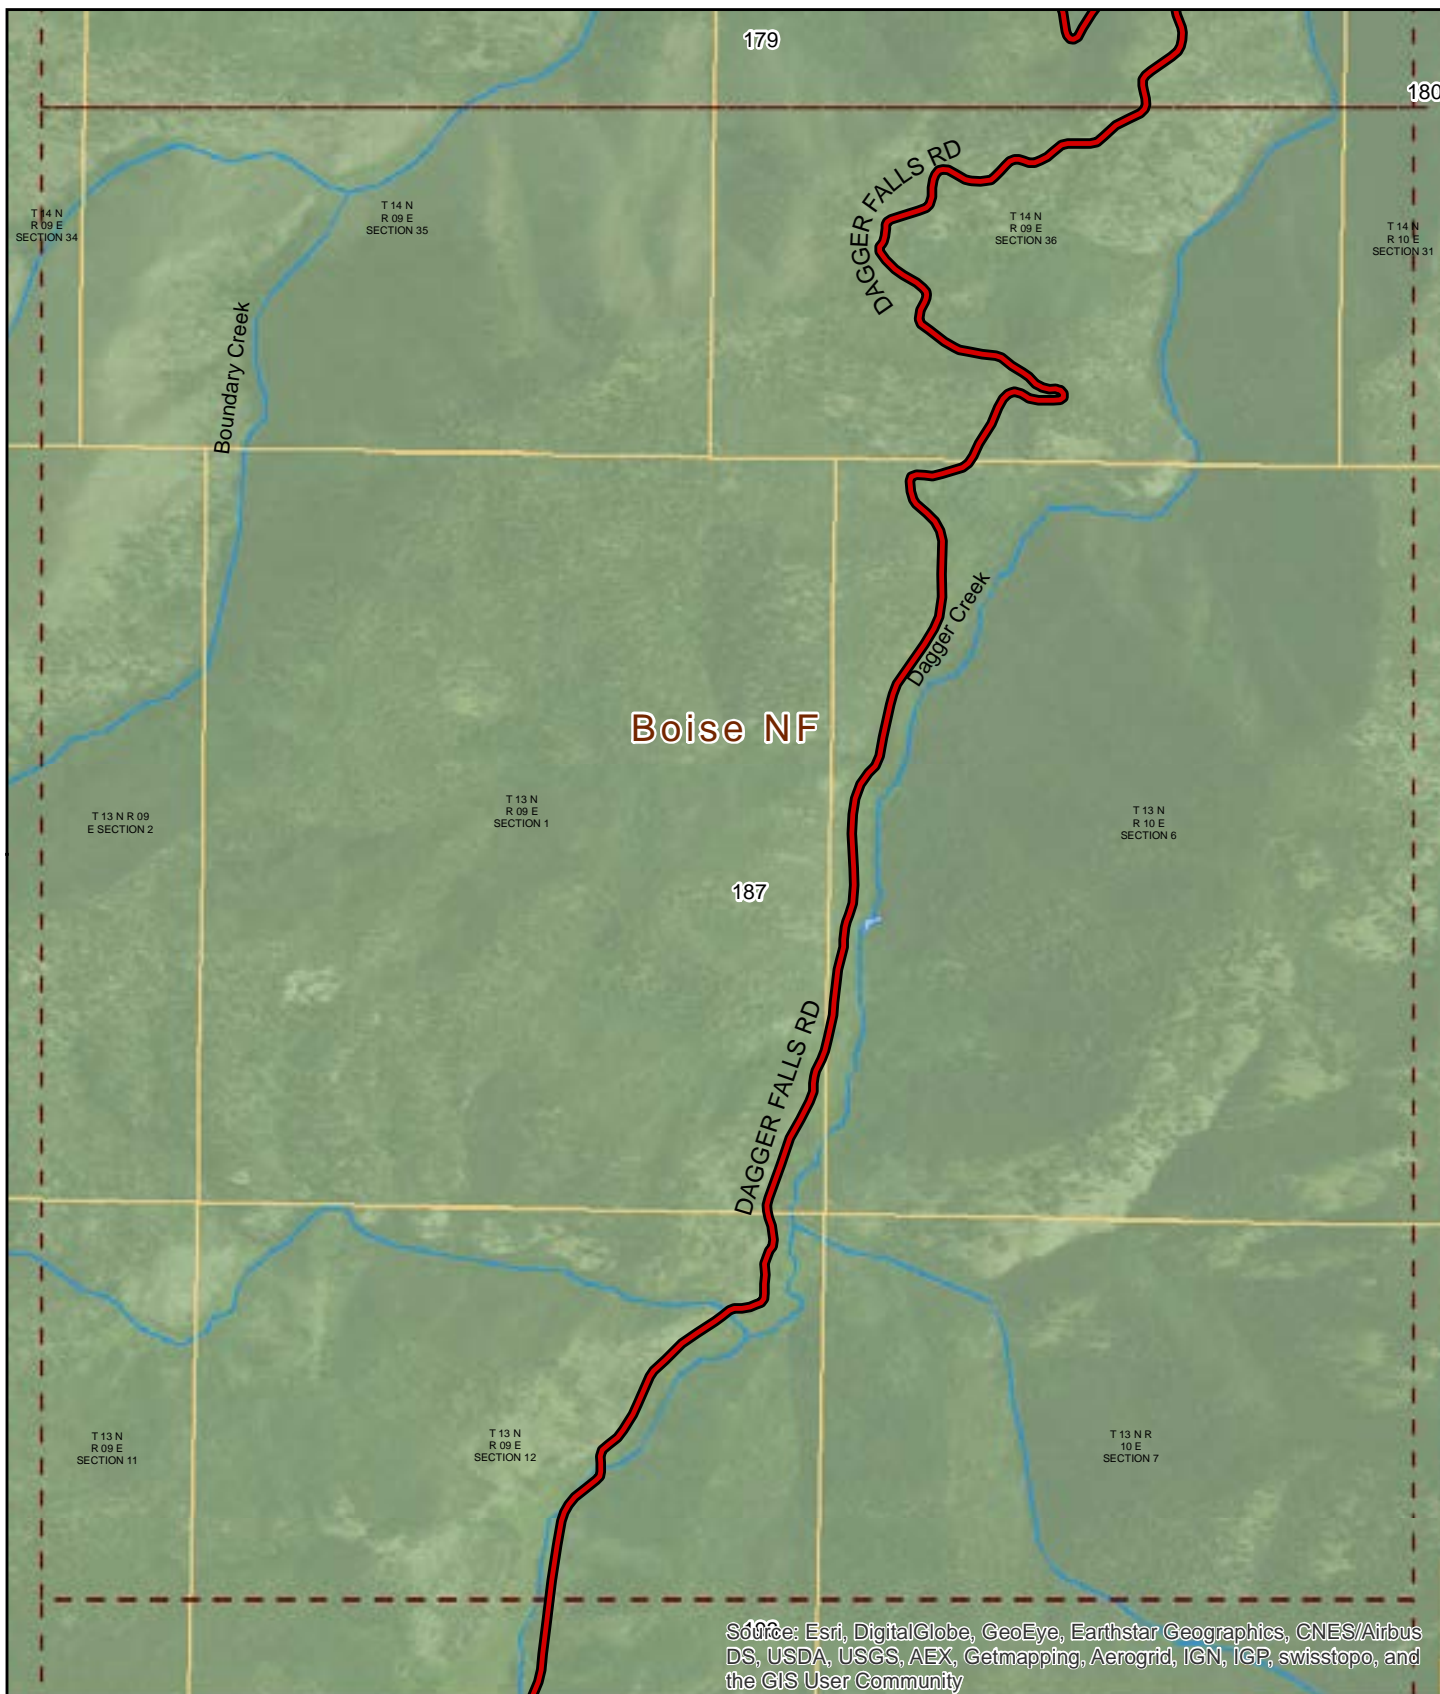 179
180
DAGGER FALLS RD
T 14 N
R 09 E
SECTION 34
T 14 N
R 09 E
SECTION 35
T 14 N
R 09 E
SECTION 36
T 14 N
R 10 E
SECTION 31
Boundary Creek
Dagger Creek
Boise NF
T 13 N R 09
E SECTION 2
T 13 N
R 09 E
SECTION 1
T 13 N
R 10 E
SECTION 6
187
DAGGER FALLS RD
T 13 N
R 09 E
SECTION 11
T 13 N
R 09 E
SECTION 12
T 13 N R
10 E
SECTION 7
Source: Esri, DigitalGlobe, GeoEye, Earthstar Geographics, CNES/Airbus
DS, USDA, USGS, AEX, Getmapping, Aerogrid, IGN, IGP, swisstopo, and
the GIS User Community